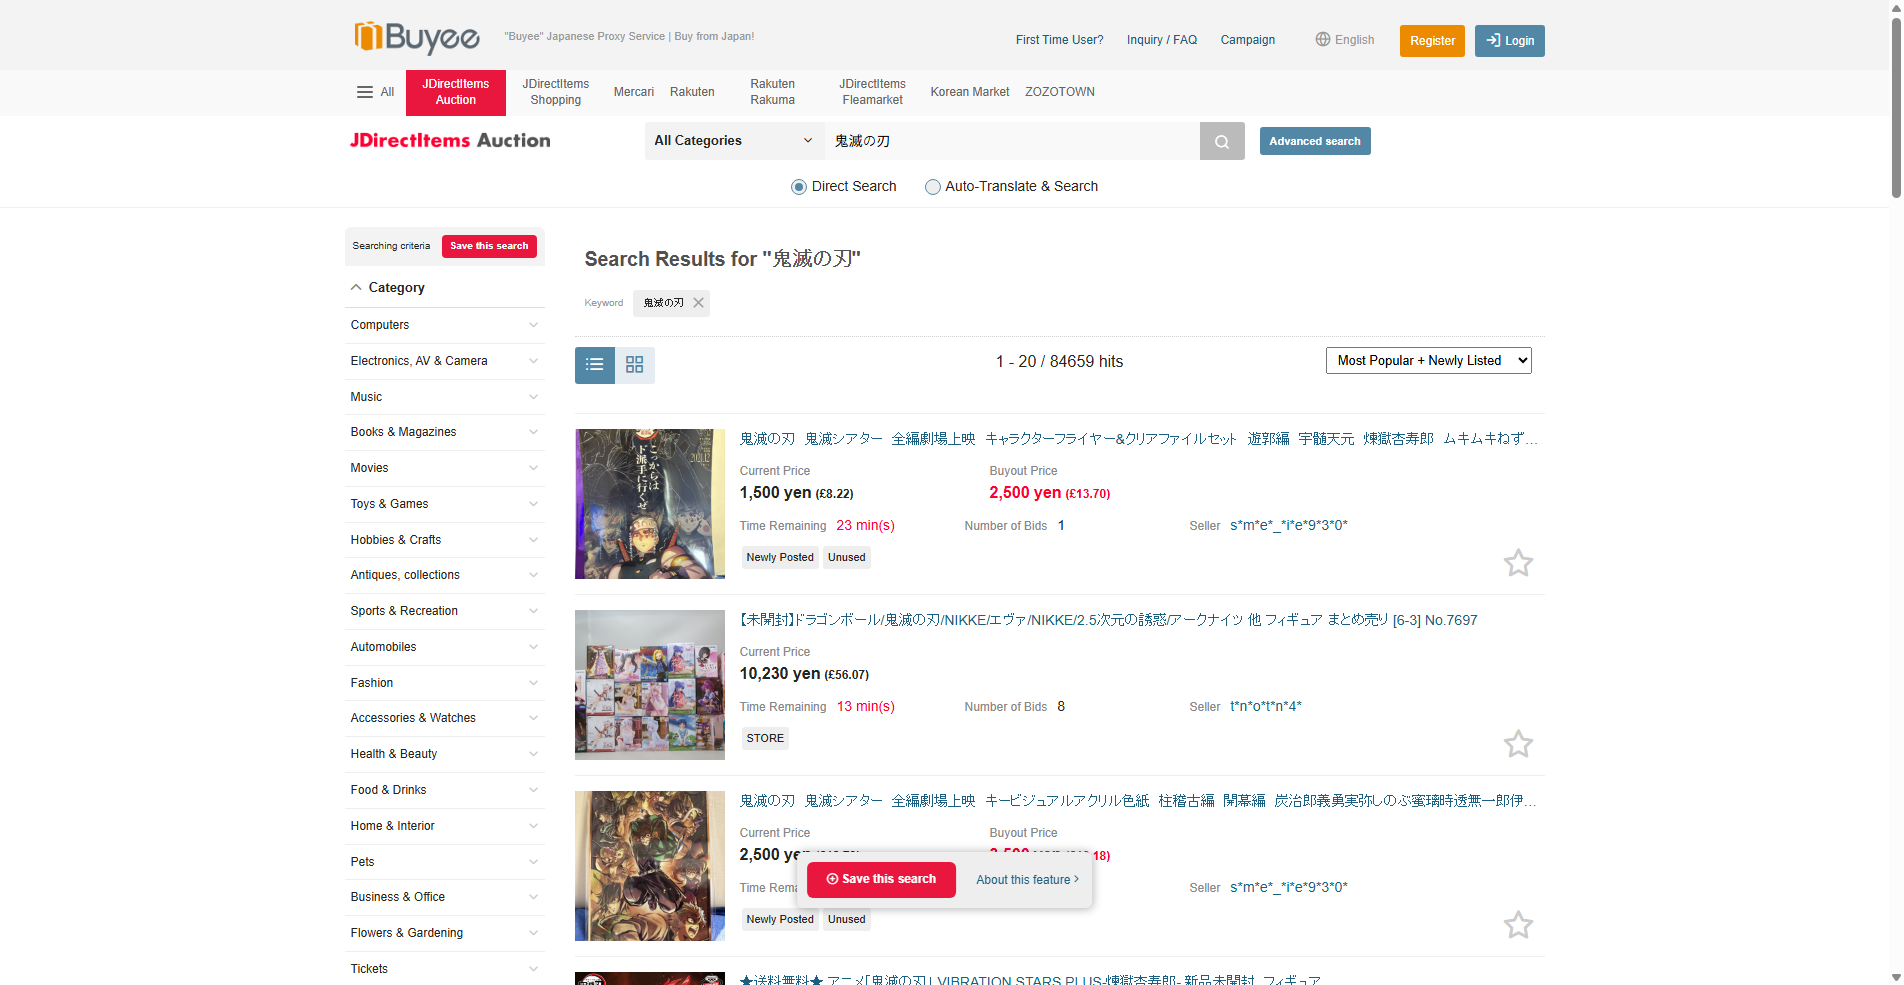 Buyee
"Buyee" Japanese Proxy Service | Buy from Japan!
First Time User?
Inquiry / FAQ
Campaign
English
Register
Login
All
JDirectItems Auction
JDirectItems Shopping
Mercari
Rakuten
Rakuten Rakuma
JDirectItems Fleamarket
Korean Market
ZOZOTOWN
JDirectItems Auction
All Categories
鬼滅の刃
Advanced search
Direct Search
Auto-Translate & Search
Searching criteria
Save this search
Category
Computers
Electronics, AV & Camera
Music
Books & Magazines
Movies
Toys & Games
Hobbies & Crafts
Antiques, collections
Sports & Recreation
Automobiles
Fashion
Accessories & Watches
Health & Beauty
Food & Drinks
Home & Interior
Pets
Business & Office
Flowers & Gardening
Tickets
Search Results for "鬼滅の刃"
Keyword 鬼滅の刃
1 - 20 / 84659 hits
Most Popular + Newly Listed
こっからは
ド派手に行くぜ
鬼滅の刃 鬼滅シアター 全編劇場上映 キャラクターフライヤー&クリアファイルセット 遊郭編 宇髄天元 煉獄杏寿郎 ムキムキねず…
Current Price
Buyout Price
1,500 yen (£8.22)
2,500 yen (£13.70)
Time Remaining 23 min(s)
Number of Bids 1
Seller s*m*e*_*i*e*9*3*0*
Newly Posted
Unused
【未開封】ドラゴンボール/鬼滅の刃/NIKKE/エヴァ/NIKKE/2.5次元の誘惑/アークナイツ 他 フィギュア まとめ売り [6-3] No.7697
Current Price
10,230 yen (£56.07)
Time Remaining 13 min(s)
Number of Bids 8
Seller t*n*o*t*n*4*
STORE
鬼滅の刃 鬼滅シアター 全編劇場上映 キービジュアルアクリル色紙 柱稽古編 開幕編 炭治郎義勇実弥しのぶ蜜璃時透無一郎伊…
Current Price
Buyout Price
2,500 yen
Seller s*m*e*_*i*e*9*3*0*
Newly Posted
Unused
Save this search
About this feature
★送料無料★ アニメ「鬼滅の刃」 VIBRATION STARS PLUS-煉獄杏寿郎- 新品未開封 フィギュア